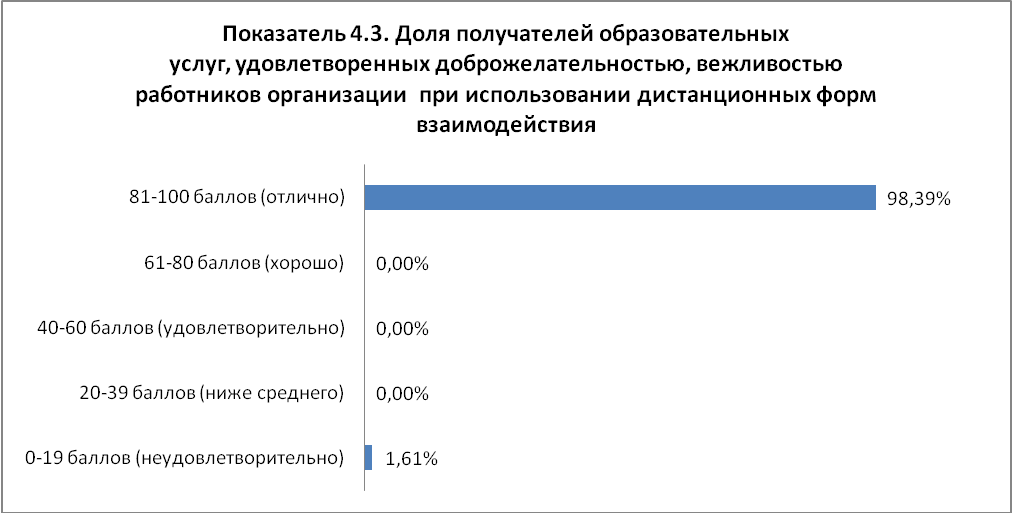 Показатель 4.3. Доля получателей образовательных
услуг, удовлетворенных доброжелательностью, вежливостью
работников организации  при использовании дистанционных форм
взаимодействия
81-100 баллов (отлично) 98,39%
61-80 баллов (хорошо) 0,00%
40-60 баллов (удовлетворительно) 0,00%
20-39 баллов (ниже среднего) 0,00%
0-19 баллов (неудовлетворительно) 1,61%